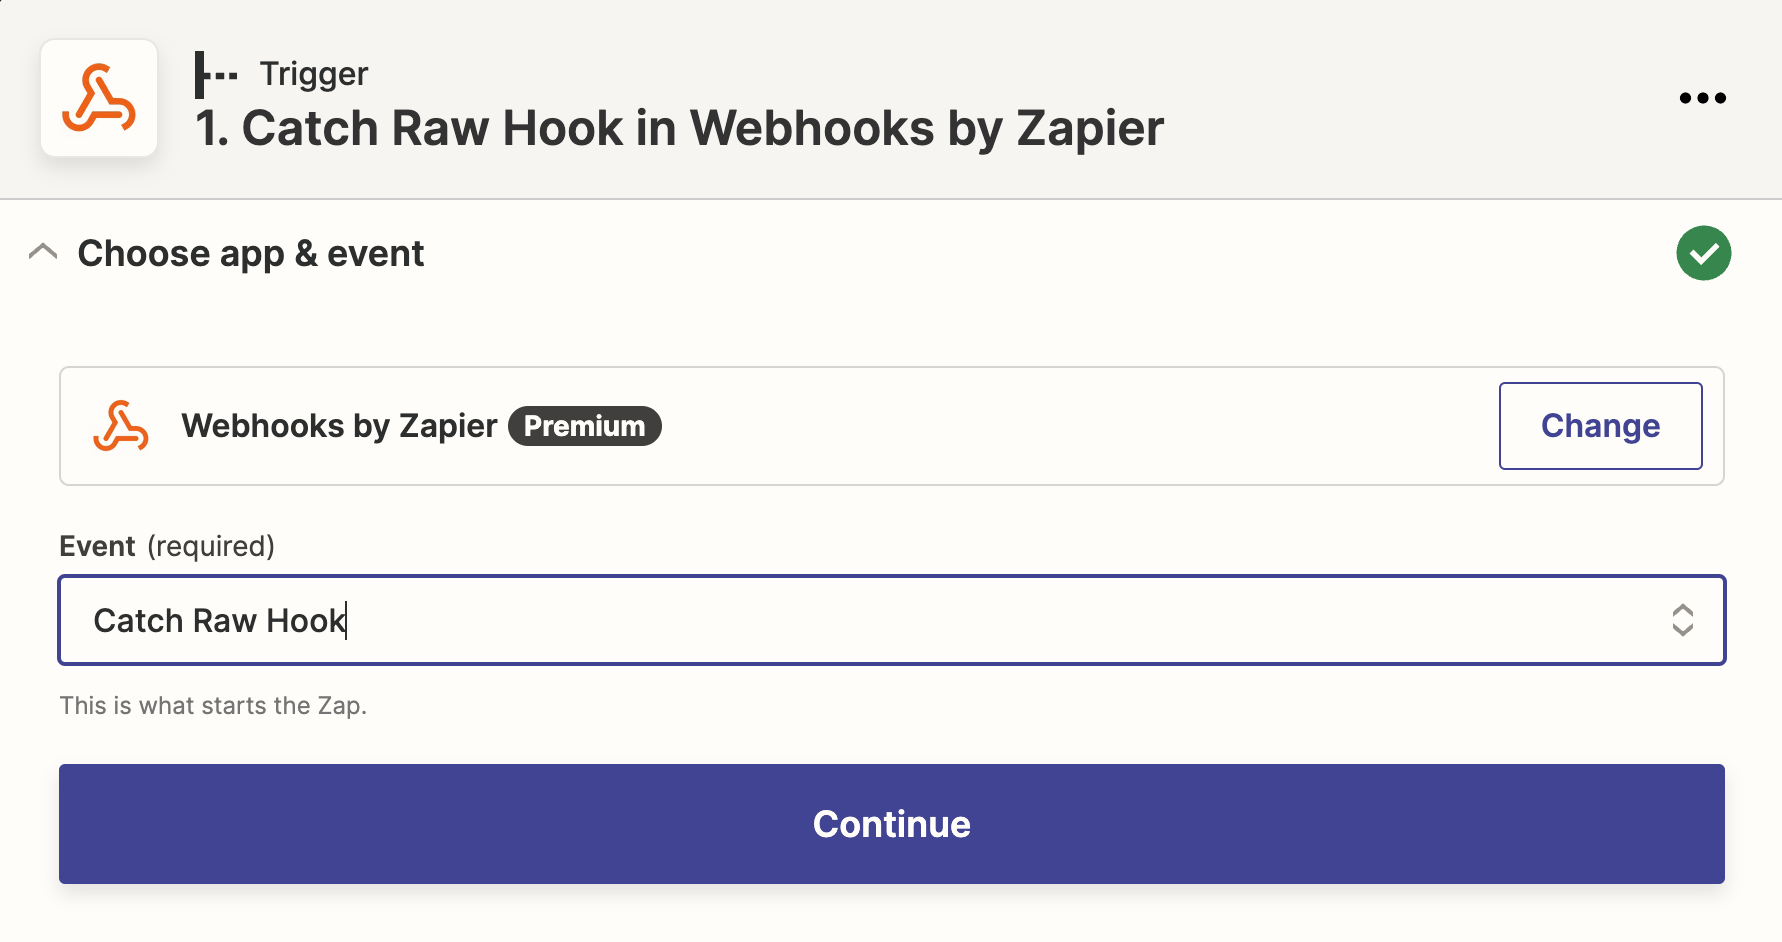 Trigger
1. Catch Raw Hook in Webhooks by Zapier
Choose app & event
Webhooks by Zapier Premium
Change
Event (required)
Catch Raw Hook
This is what starts the Zap.
Continue